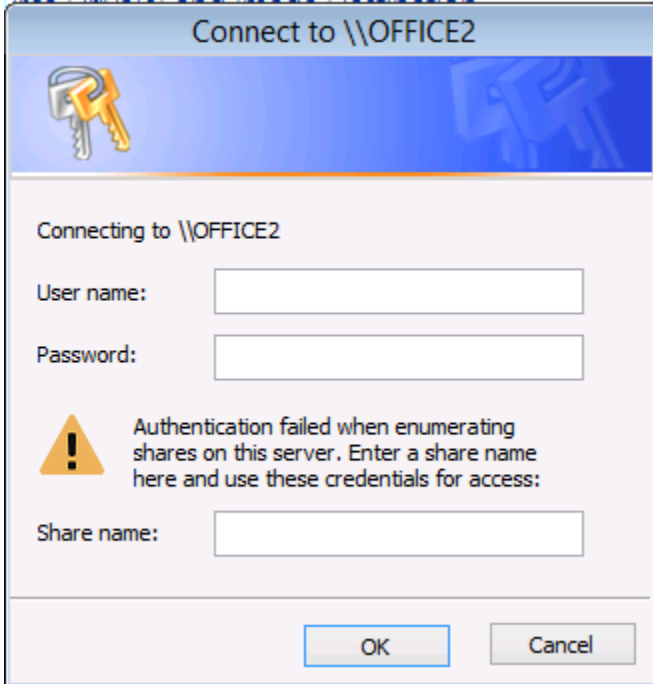 Connect to \\OFFICE2
Connecting to \\OFFICE2
User name:
Password:
Authentication failed when enumerating
shares on this server. Enter a share name
here and use these credentials for access:
Share name:
OK Cancel